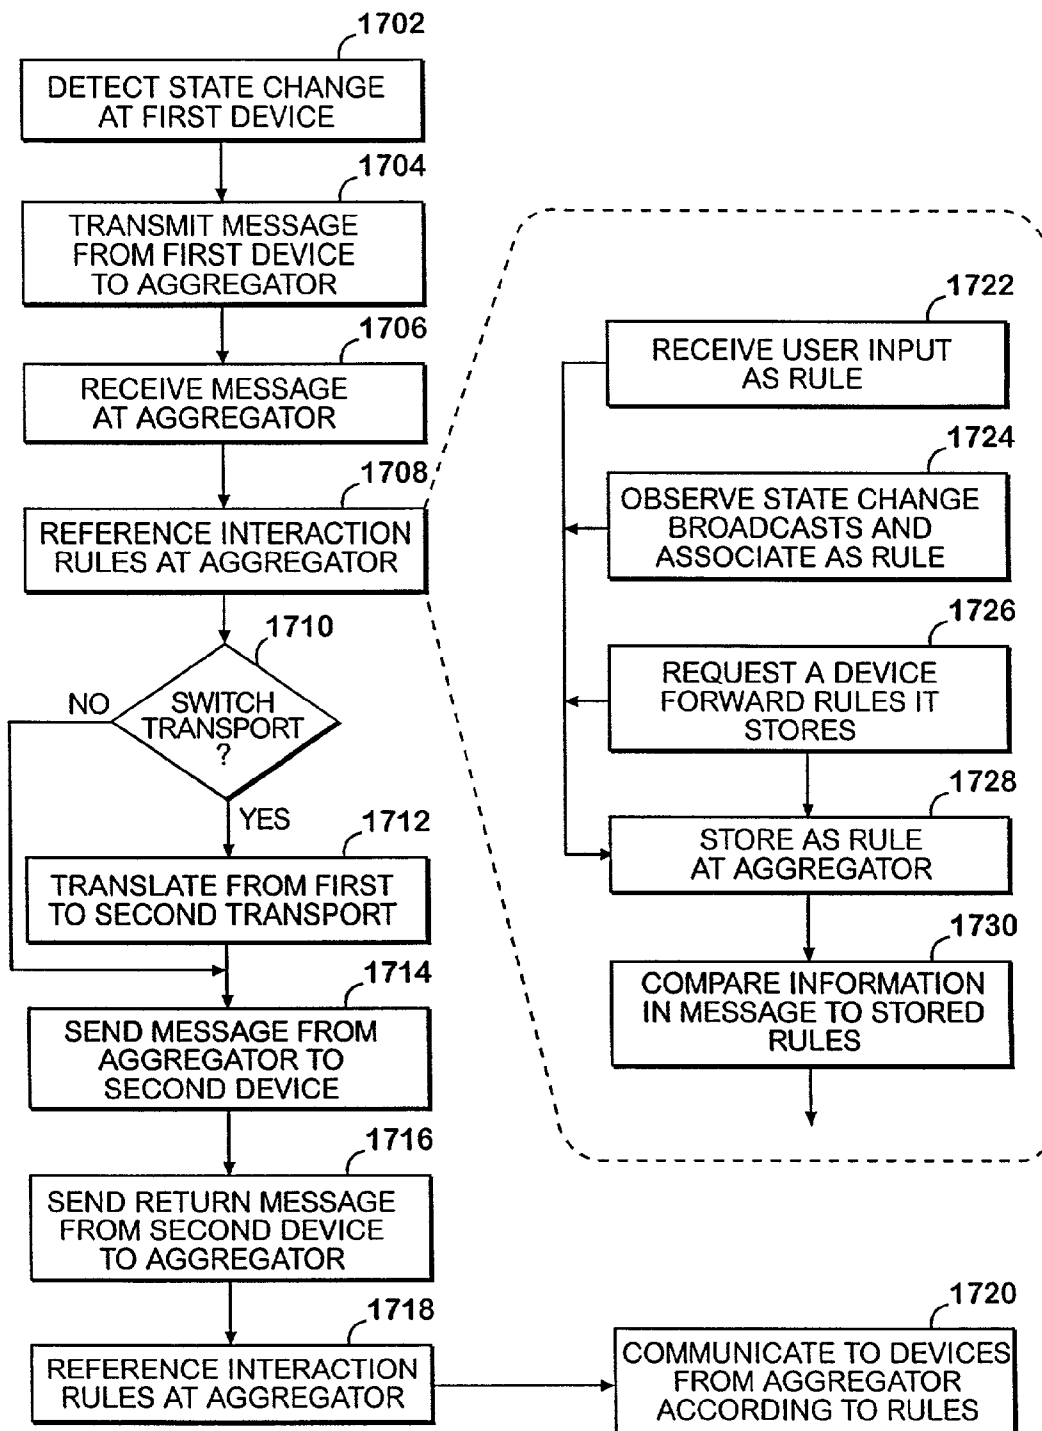 1702
DETECT STATE CHANGE
AT FIRST DEVICE
1704
TRANSMIT MESSAGE
FROM FIRST DEVICE
TO AGGREGATOR
1706
RECEIVE MESSAGE
AT AGGREGATOR
1708
REFERENCE INTERACTION
RULES AT AGGREGATOR
1710
NO
SWITCH
TRANSPORT
?
YES
1712
TRANSLATE FROM FIRST
TO SECOND TRANSPORT
1714
SEND MESSAGE FROM
AGGREGATOR TO
SECOND DEVICE
1716
SEND RETURN MESSAGE
FROM SECOND DEVICE
TO AGGREGATOR
1718
REFERENCE INTERACTION
RULES AT AGGREGATOR
1720
COMMUNICATE TO DEVICES
FROM AGGREGATOR
ACCORDING TO RULES
1722
RECEIVE USER INPUT
AS RULE
1724
OBSERVE STATE CHANGE
BROADCASTS AND
ASSOCIATE AS RULE
1726
REQUEST A DEVICE
FORWARD RULES IT
STORES
1728
STORE AS RULE
AT AGGREGATOR
1730
COMPARE INFORMATION
IN MESSAGE TO STORED
RULES